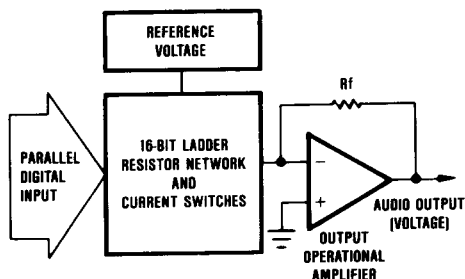 REFERENCE
VOLTAGE
PARALLEL
DIGITAL
INPUT
16-BIT LADDER
RESISTOR NETWORK
AND
CURRENT SWITCHES
Rf
−
+
AUDIO OUTPUT
(VOLTAGE)
OUTPUT
OPERATIONAL
AMPLIFIER